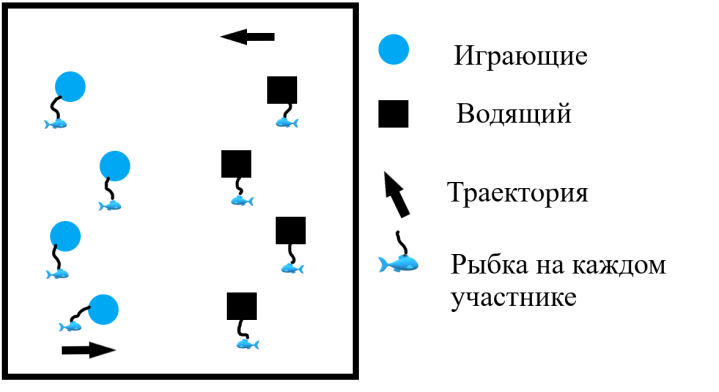 Играющие
Водящий
Траектория
Рыбка на каждом
участнике